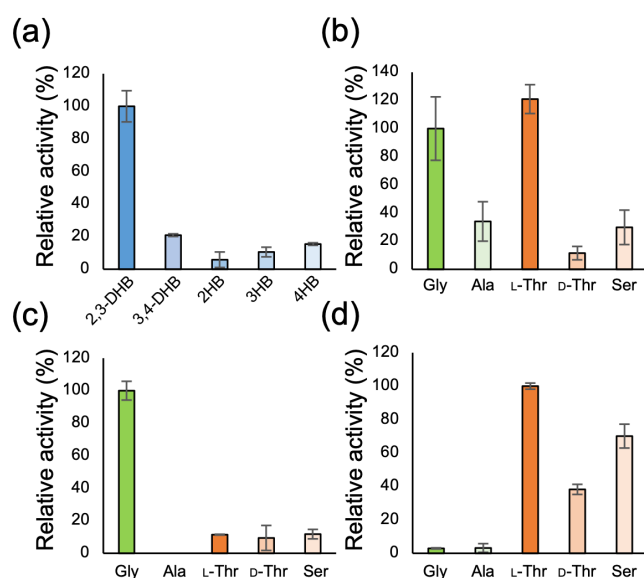 (a)
Relative activity (%)
120
100
80
60
40
20
0
2,3-DHB
3,4-DHB
2HB
3HB
4HB
(b)
Relative activity (%)
140
120
100
80
60
40
20
0
Gly Ala L-Thr D-Thr Ser
(c)
Relative activity (%)
120
100
80
60
40
20
0
Gly Ala L-Thr D-Thr Ser
(d)
Relative activity (%)
120
100
80
60
40
20
0
Gly Ala L-Thr D-Thr Ser